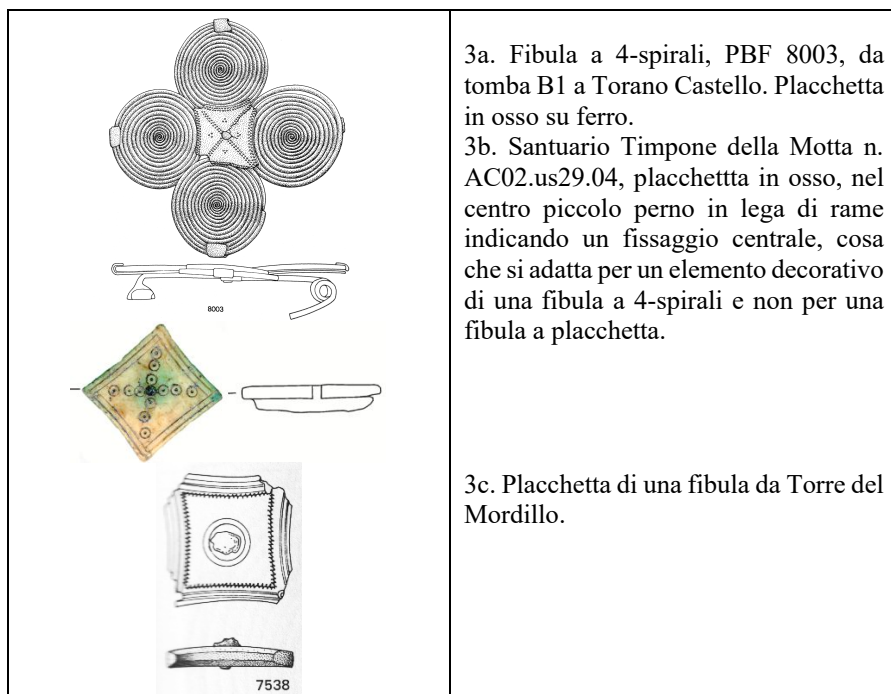 3a. Fibula a 4-spirali, PBF 8003, da
tomba B1 a Torano Castello. Placchetta
in osso su ferro.
3b. Santuario Timpone della Motta n.
AC02.us29.04, placchettta in osso, nel
centro piccolo perno in lega di rame
indicando un fissaggio centrale, cosa
che si adatta per un elemento decorativo
di una fibula a 4-spirali e non per una
fibula a placchetta.
3c. Placchetta di una fibula da Torre del
Mordillo.
8003
7538